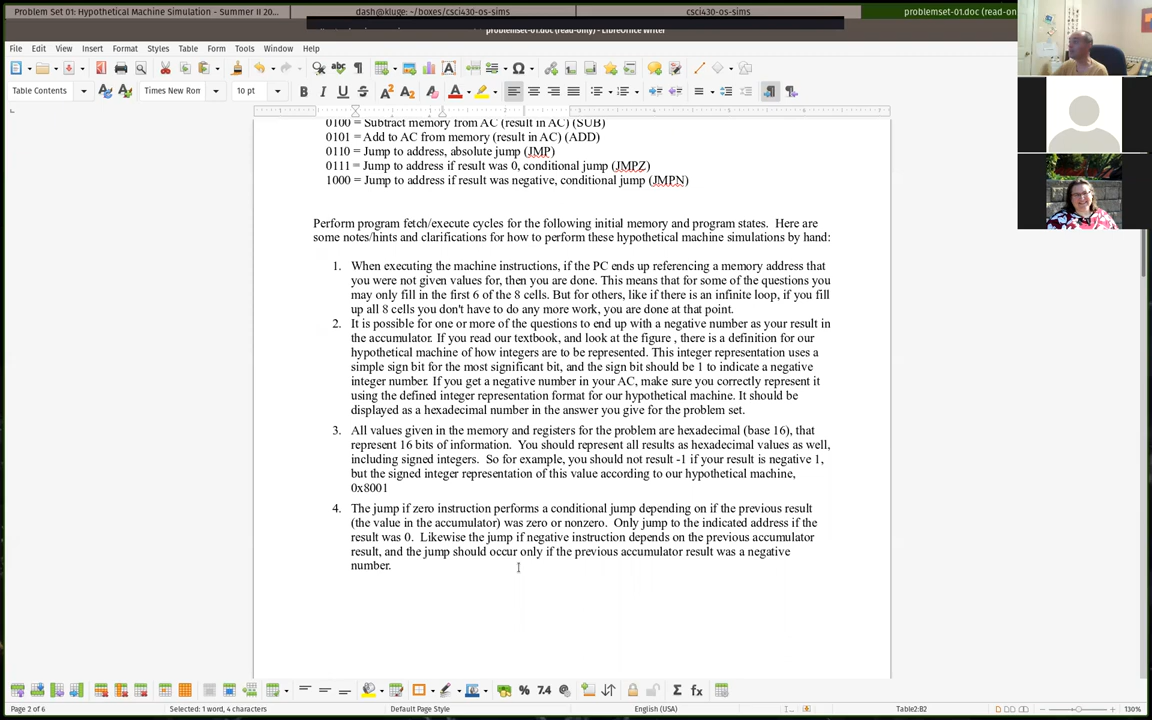 Problem Set 01: Hypothetical Machine Simulation - Summer II 20...
dash@kluge: ~/boxes/csci430-os-sims
csci430-os-sims
problemset-01.doc (read-on
problemset-01.doc (read-only) - LibreOffice Writer
File Edit View Insert Format Styles Table Form Tools Window Help
Table Contents
Times New Rom
10 pt
0100 = Subtract memory from AC (result in AC) (SUB)
0101 = Add to AC from memory (result in AC) (ADD)
0110 = Jump to address, absolute jump (JMP)
0111 = Jump to address if result was 0, conditional jump (JMPZ)
1000 = Jump to address if result was negative, conditional jump (JMPN)
Perform program fetch/execute cycles for the following initial memory and program states. Here are
some notes/hints and clarifications for how to perform these hypothetical machine simulations by hand:
1. When executing the machine instructions, if the PC ends up referencing a memory address that
you were not given values for, then you are done. This means that for some of the questions you
may only fill in the first 6 of the 8 cells. But for others, like if there is an infinite loop, if you fill
up all 8 cells you don't have to do any more work, you are done at that point.
2. It is possible for one or more of the questions to end up with a negative number as your result in
the accumulator. If you read our textbook, and look at the figure , there is a definition for our
hypothetical machine of how integers are to be represented. This integer representation uses a
simple sign bit for the most significant bit, and the sign bit should be 1 to indicate a negative
integer number. If you get a negative number in your AC, make sure you correctly represent it
using the defined integer representation format for our hypothetical machine. It should be
displayed as a hexadecimal number in the answer you give for the problem set.
3. All values given in the memory and registers for the problem are hexadecimal (base 16), that
represent 16 bits of information. You should represent all results as hexadecimal values as well,
including signed integers. So for example, you should not result -1 if your result is negative 1,
but the signed integer representation of this value according to our hypothetical machine,
0x8001
4. The jump if zero instruction performs a conditional jump depending on if the previous result
(the value in the accumulator) was zero or nonzero. Only jump to the indicated address if the
result was 0. Likewise the jump if negative instruction depends on the previous accumulator
result, and the jump should occur only if the previous accumulator result was a negative
number.
Page 2 of 6
Selected: 1 word, 4 characters
Default Page Style
English (USA)
Table2:B2
130%